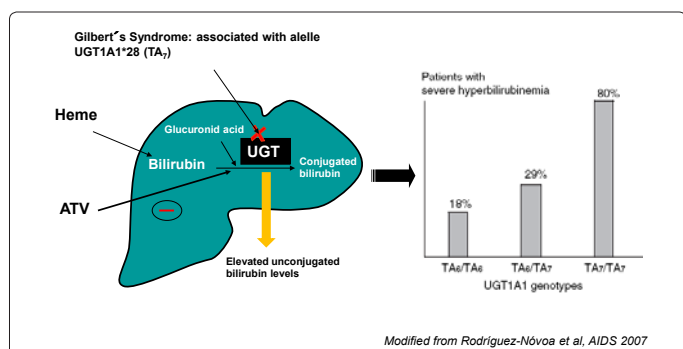 Gilbert´s Syndrome: associated with alelle
UGT1A1*28 (TA₇)
Heme
Glucuronid acid
X
UGT
Bilirubin
Conjugated
bilirubin
ATV
−
Elevated unconjugated
bilirubin levels
Patients with
severe hyperbilirubinemia
80%
29%
18%
TA₆/TA₆
TA₆/TA₇
TA₇/TA₇
UGT1A1 genotypes
Modified from Rodríguez-Nóvoa et al, AIDS 2007